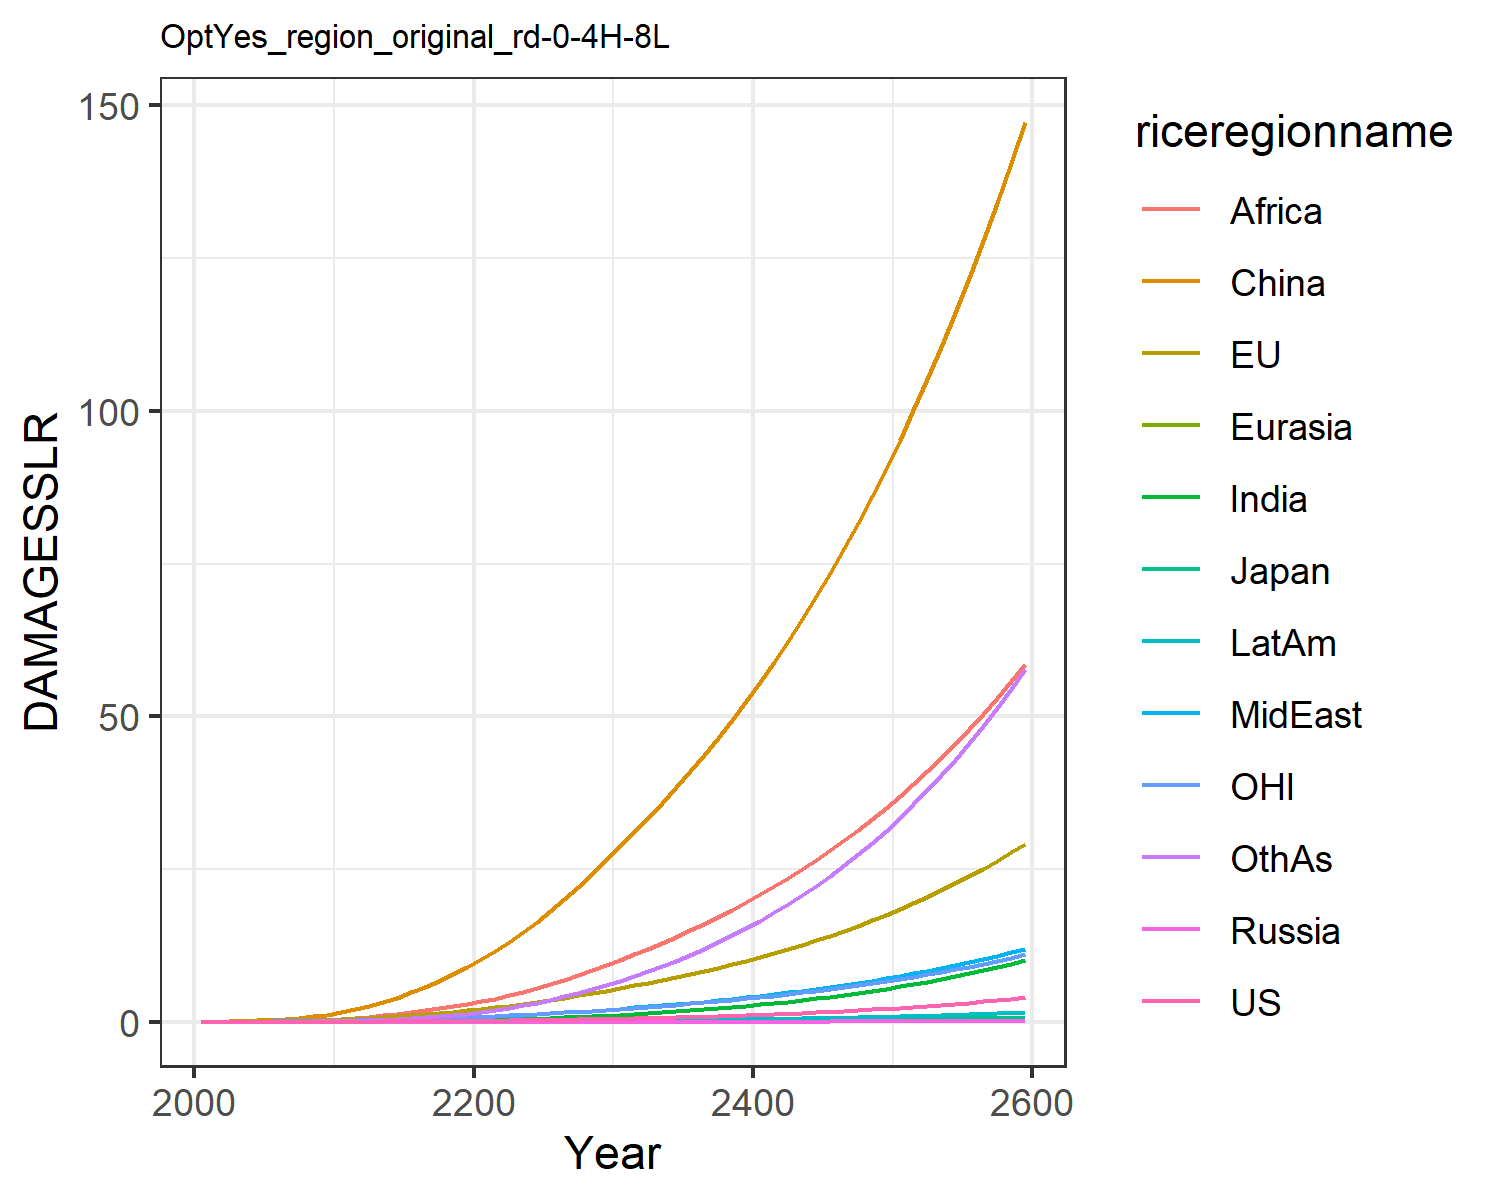 OptYes_region_original_rd-0-4H-8L
150
100
50
0
DAMAGESSLR
2000
2200
2400
2600
Year
riceregionname
Africa
China
EU
Eurasia
India
Japan
LatAm
MidEast
OHI
OthAs
Russia
US